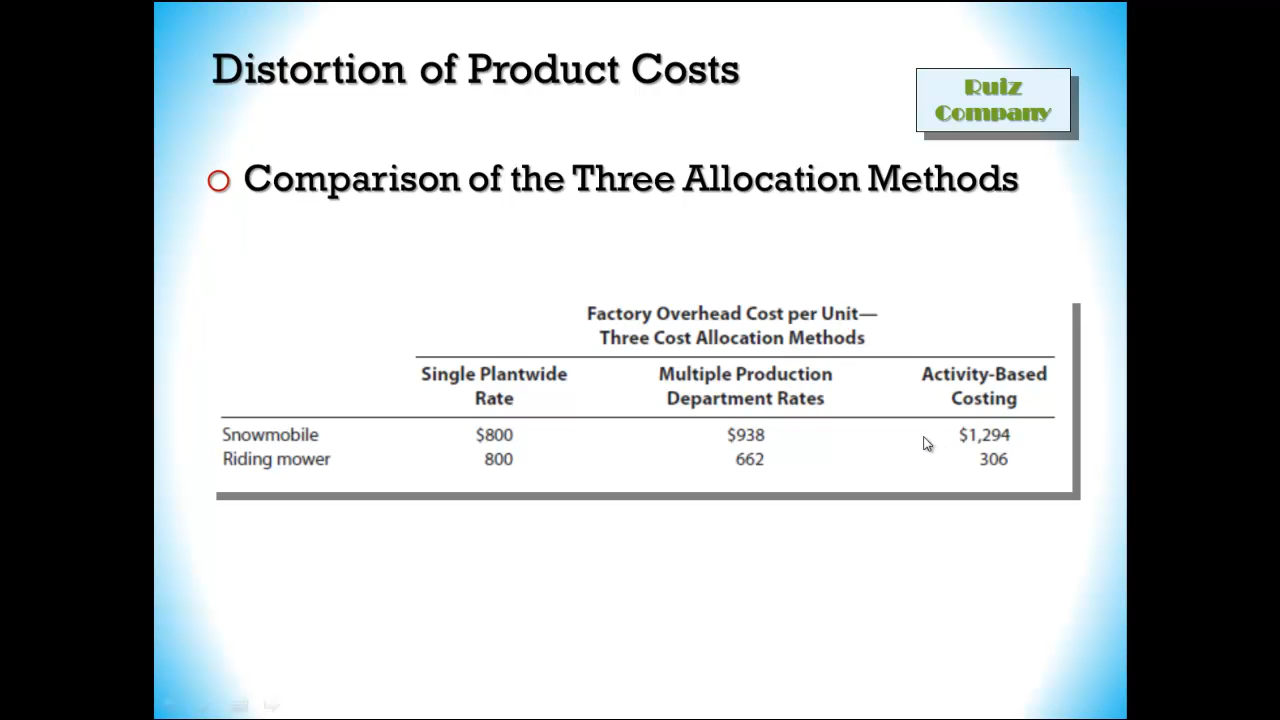 Distortion of Product Costs
Ruiz
Company
Comparison of the Three Allocation Methods
Factory Overhead Cost per Unit—
Three Cost Allocation Methods
Single Plantwide Multiple Production Activity-Based
Rate Department Rates Costing
Snowmobile $800 $938 $1,294
Riding mower 800 662 306